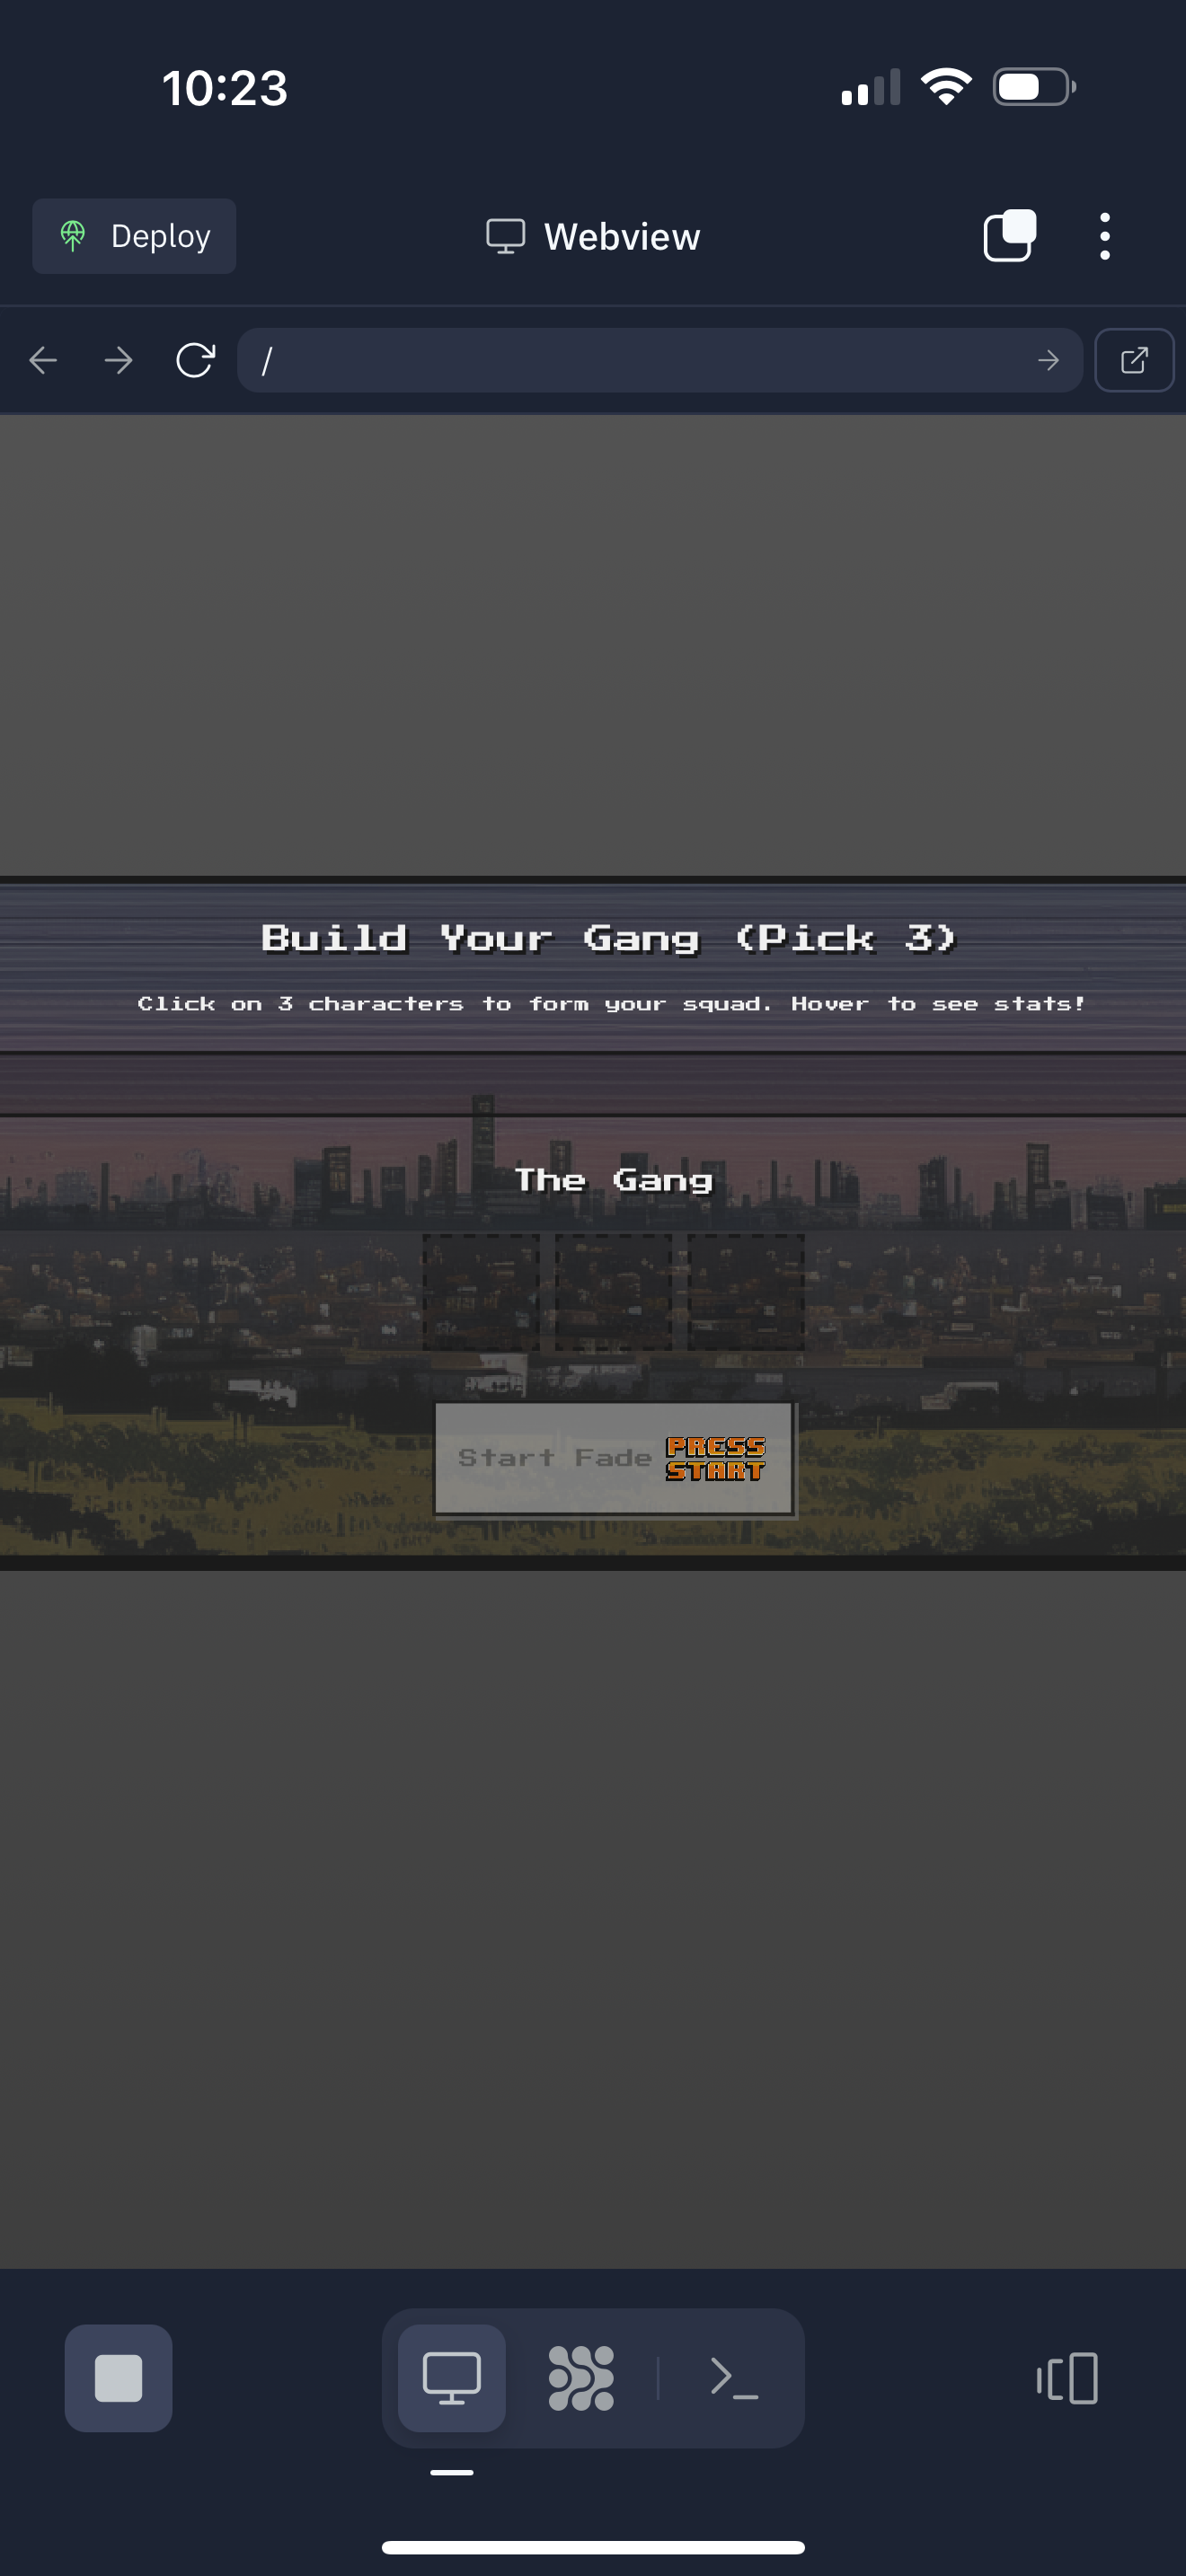 10:23
Deploy
Webview
/
Build Your Gang (Pick 3)
Click on 3 characters to form your squad. Hover to see stats!
The Gang
Start Fade
PRESS
START